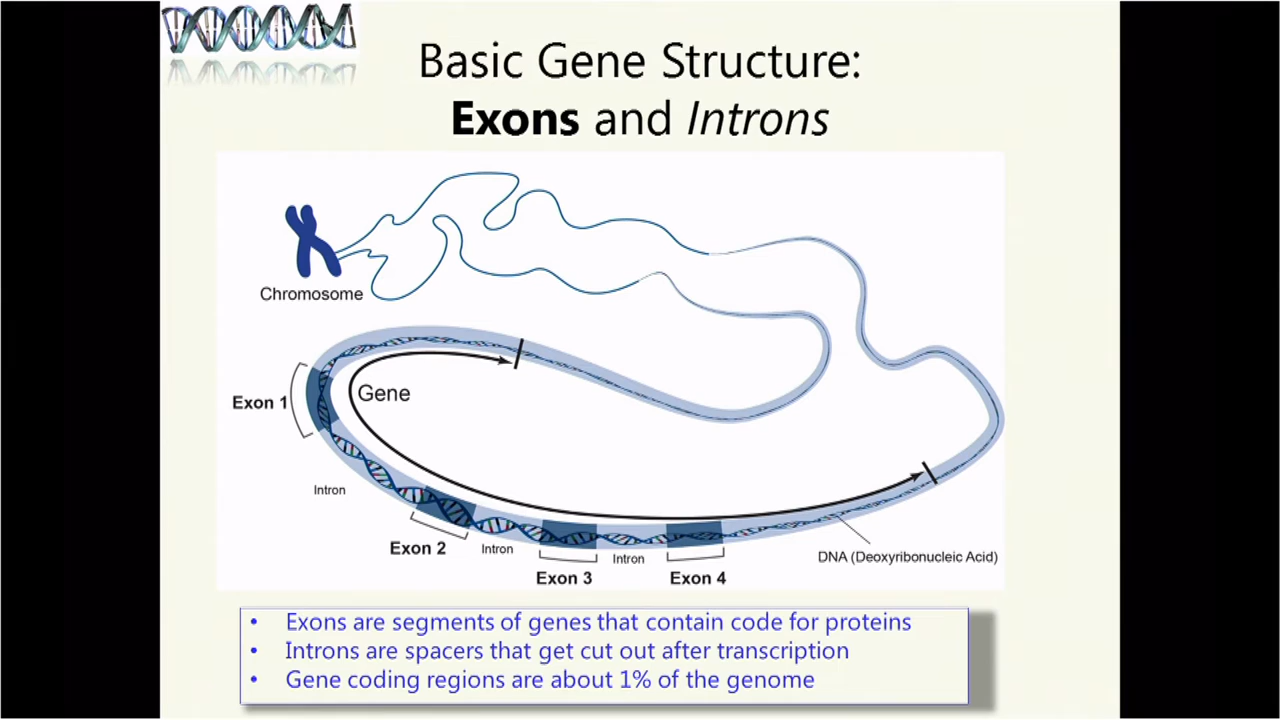 Basic Gene Structure:
Exons and Introns
Chromosome
Exon 1
Gene
Intron
Exon 2
Intron
Exon 3
Intron
Exon 4
DNA (Deoxyribonucleic Acid)
• Exons are segments of genes that contain code for proteins
• Introns are spacers that get cut out after transcription
• Gene coding regions are about 1% of the genome